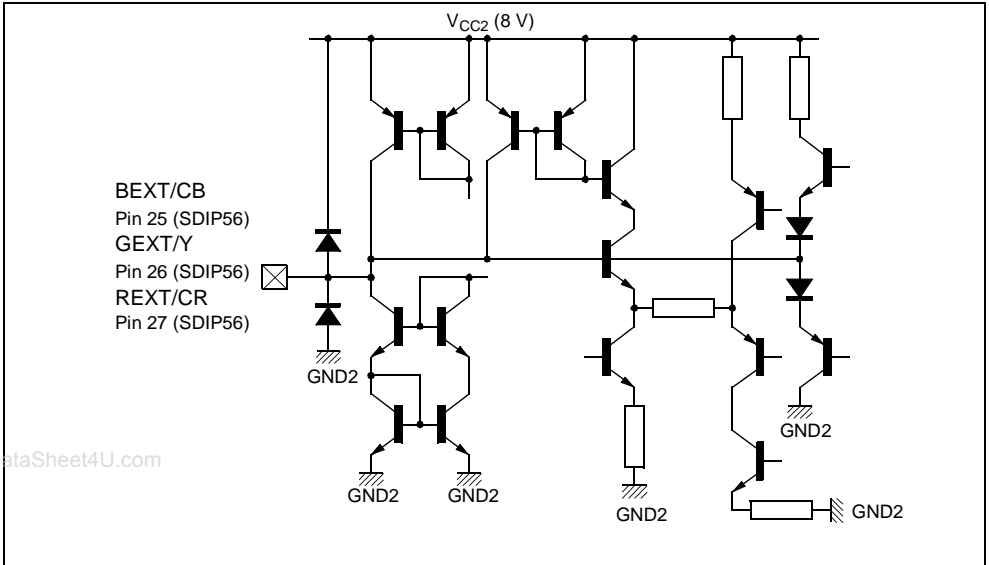 VCC2 (8 V)
BEXT/CB
Pin 25 (SDIP56)
GEXT/Y
Pin 26 (SDIP56)
REXT/CR
Pin 27 (SDIP56)
GND2
GND2
ataSheet4U.com
GND2
GND2
GND2
GND2